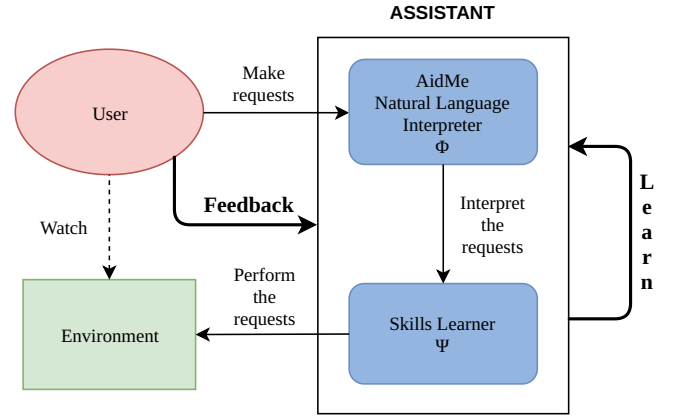 ASSISTANT
Make
requests
AidMe
Natural Language
Interpreter
Φ
User
Feedback
Watch
Interpret
the
requests
L
e
a
r
n
Perform
the
requests
Environment
Skills Learner
Ψ